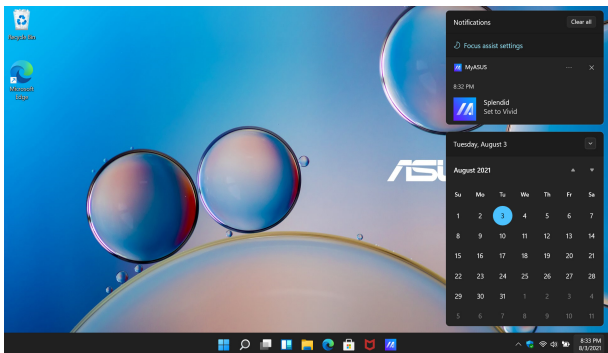 Recycle Bin
Microsoft
Edge
ASU
Notifications
Clear all
Focus assist settings
MyASUS
8:32 PM
Splendid
Set to Vivid
Tuesday, August 3
August 2021
Su Mo Tu We Th Fr Sa
1 2 3 4 5 6 7
8 9 10 11 12 13 14
15 16 17 18 19 20 21
22 23 24 25 26 27 28
29 30 31 1 2 3 4
5 6 7 8 9 10 11
8:33 PM
8/3/2021